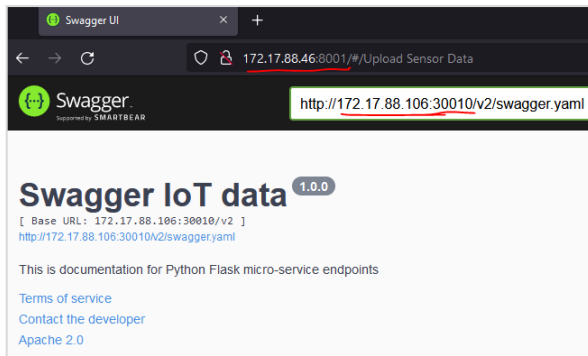 Swagger UI
172.17.88.46:8001/#/Upload Sensor Data
Swagger.
Supported by SMARTBEAR
http://172.17.88.106:30010/v2/swagger.yaml
Swagger IoT data 1.0.0
[ Base URL: 172.17.88.106:30010/v2 ]
http://172.17.88.106:30010/v2/swagger.yaml
This is documentation for Python Flask micro-service endpoints
Terms of service
Contact the developer
Apache 2.0